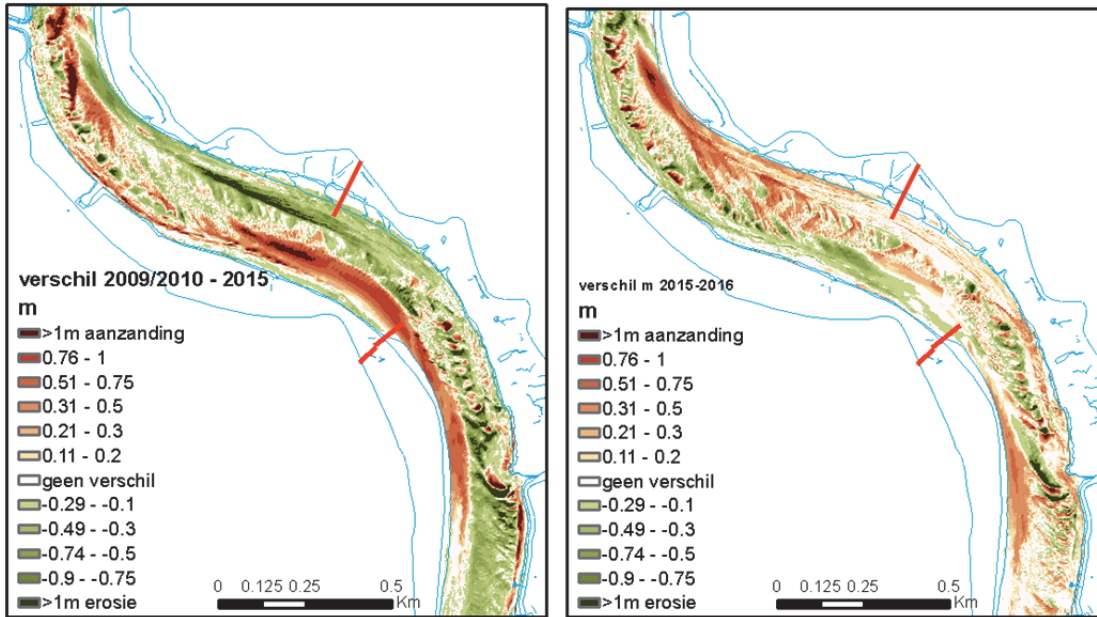 verschil 2009/2010 - 2015
m
>1m aanzanding
0.76 - 1
0.51 - 0.75
0.31 - 0.5
0.21 - 0.3
0.11 - 0.2
geen verschil
-0.29 - -0.1
-0.49 - -0.3
-0.74 - -0.5
-0.9 - -0.75
>1m erosie
0 0.125 0.25 0.5
Km
verschil m 2015-2016
>1m aanzanding
0.76 - 1
0.51 - 0.75
0.31 - 0.5
0.21 - 0.3
0.11 - 0.2
geen verschil
-0.29 - -0.1
-0.49 - -0.3
-0.74 - -0.5
-0.9 - -0.75
>1m erosie
0 0.125 0.25 0.5
Km